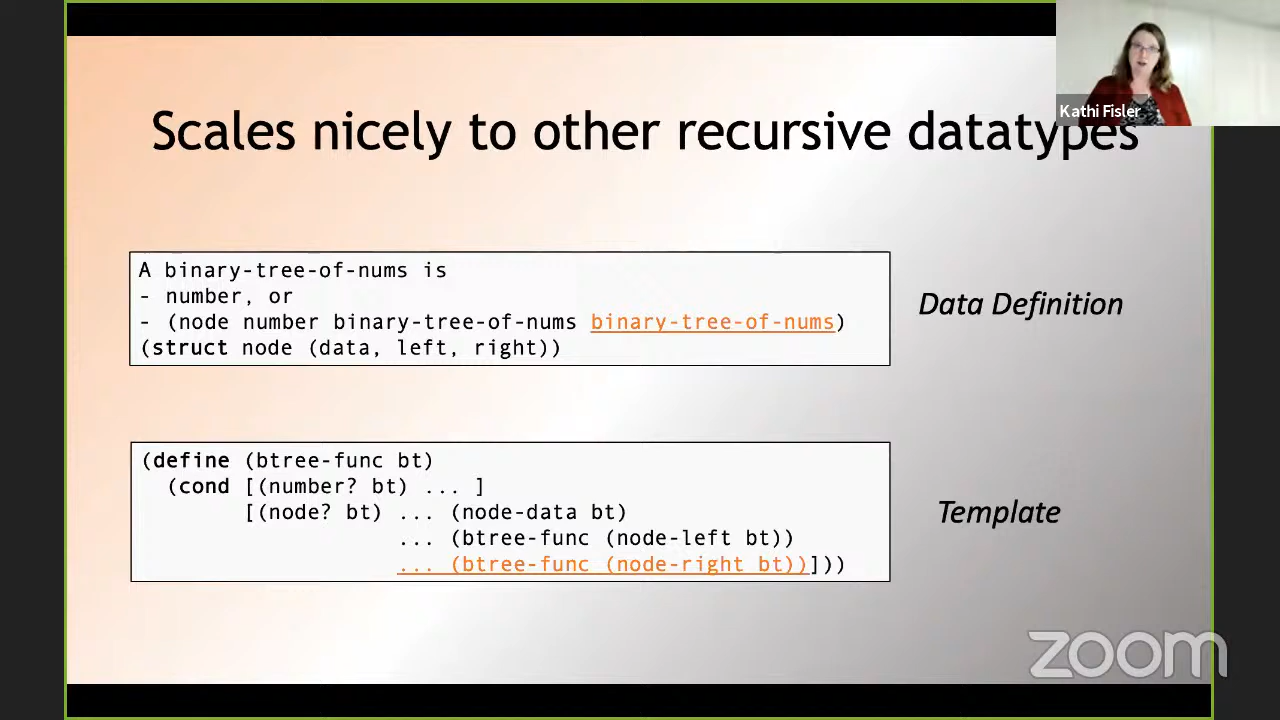 Kathi Fisler
Scales nicely to other recursive datatypes
A binary-tree-of-nums is
- number, or
- (node number binary-tree-of-nums binary-tree-of-nums)
(struct node (data, left, right))
Data Definition
(define (btree-func bt)
(cond [(number? bt) ... ]
[(node? bt) ... (node-data bt)
... (btree-func (node-left bt))
... (btree-func (node-right bt))]))
Template
zoom